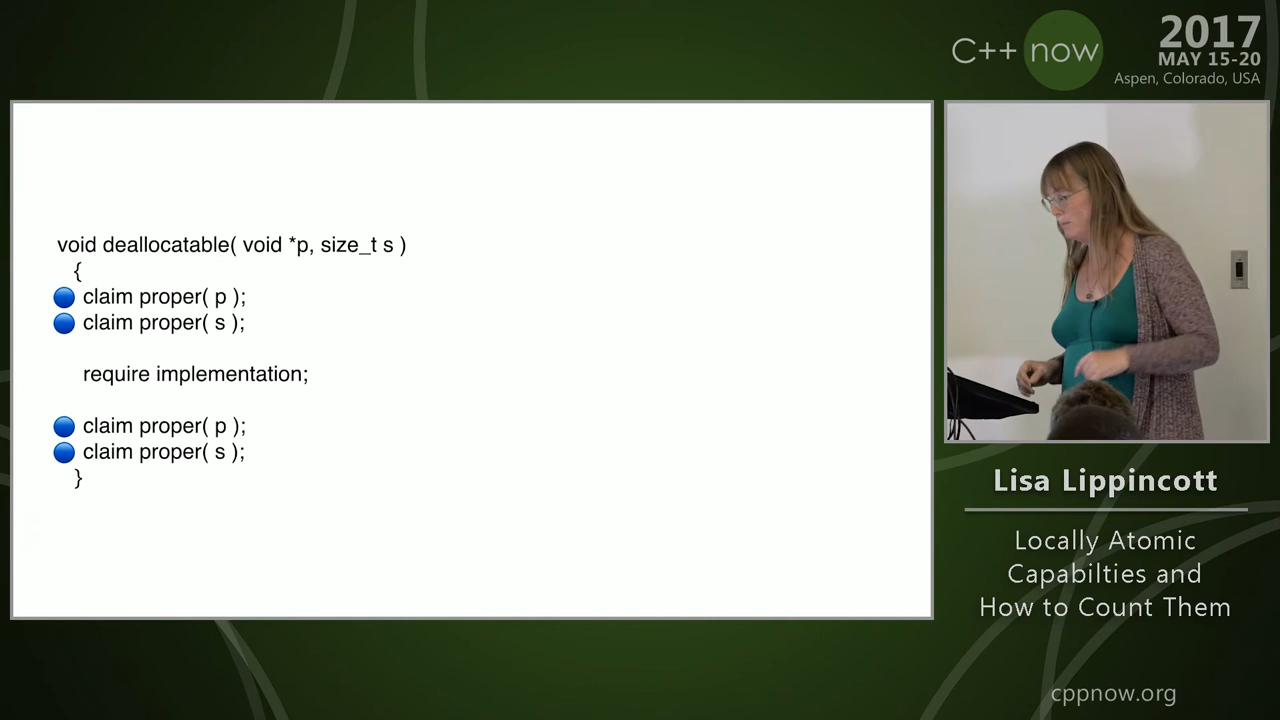 C++ now
2017
MAY 15-20
Aspen, Colorado, USA
void deallocatable( void *p, size_t s )
{
claim proper( p );
claim proper( s );
require implementation;
claim proper( p );
claim proper( s );
}
Lisa Lippincott
Locally Atomic
Capabilties and
How to Count Them
cppnow.org